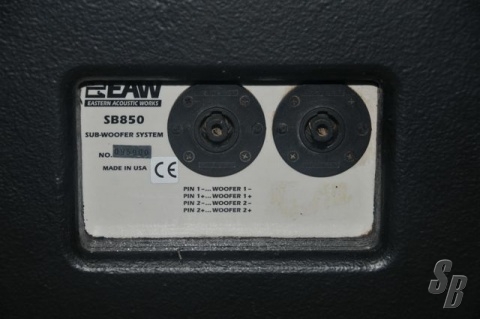 EAW
EASTERN ACOUSTIC WORKS
SB850
SUB-WOOFER SYSTEM
NO.
MADE IN USA
CE
PIN 1–...WOOFER 1–
PIN 1+...WOOFER 1+
PIN 2–...WOOFER 2–
PIN 2+...WOOFER 2+
SB